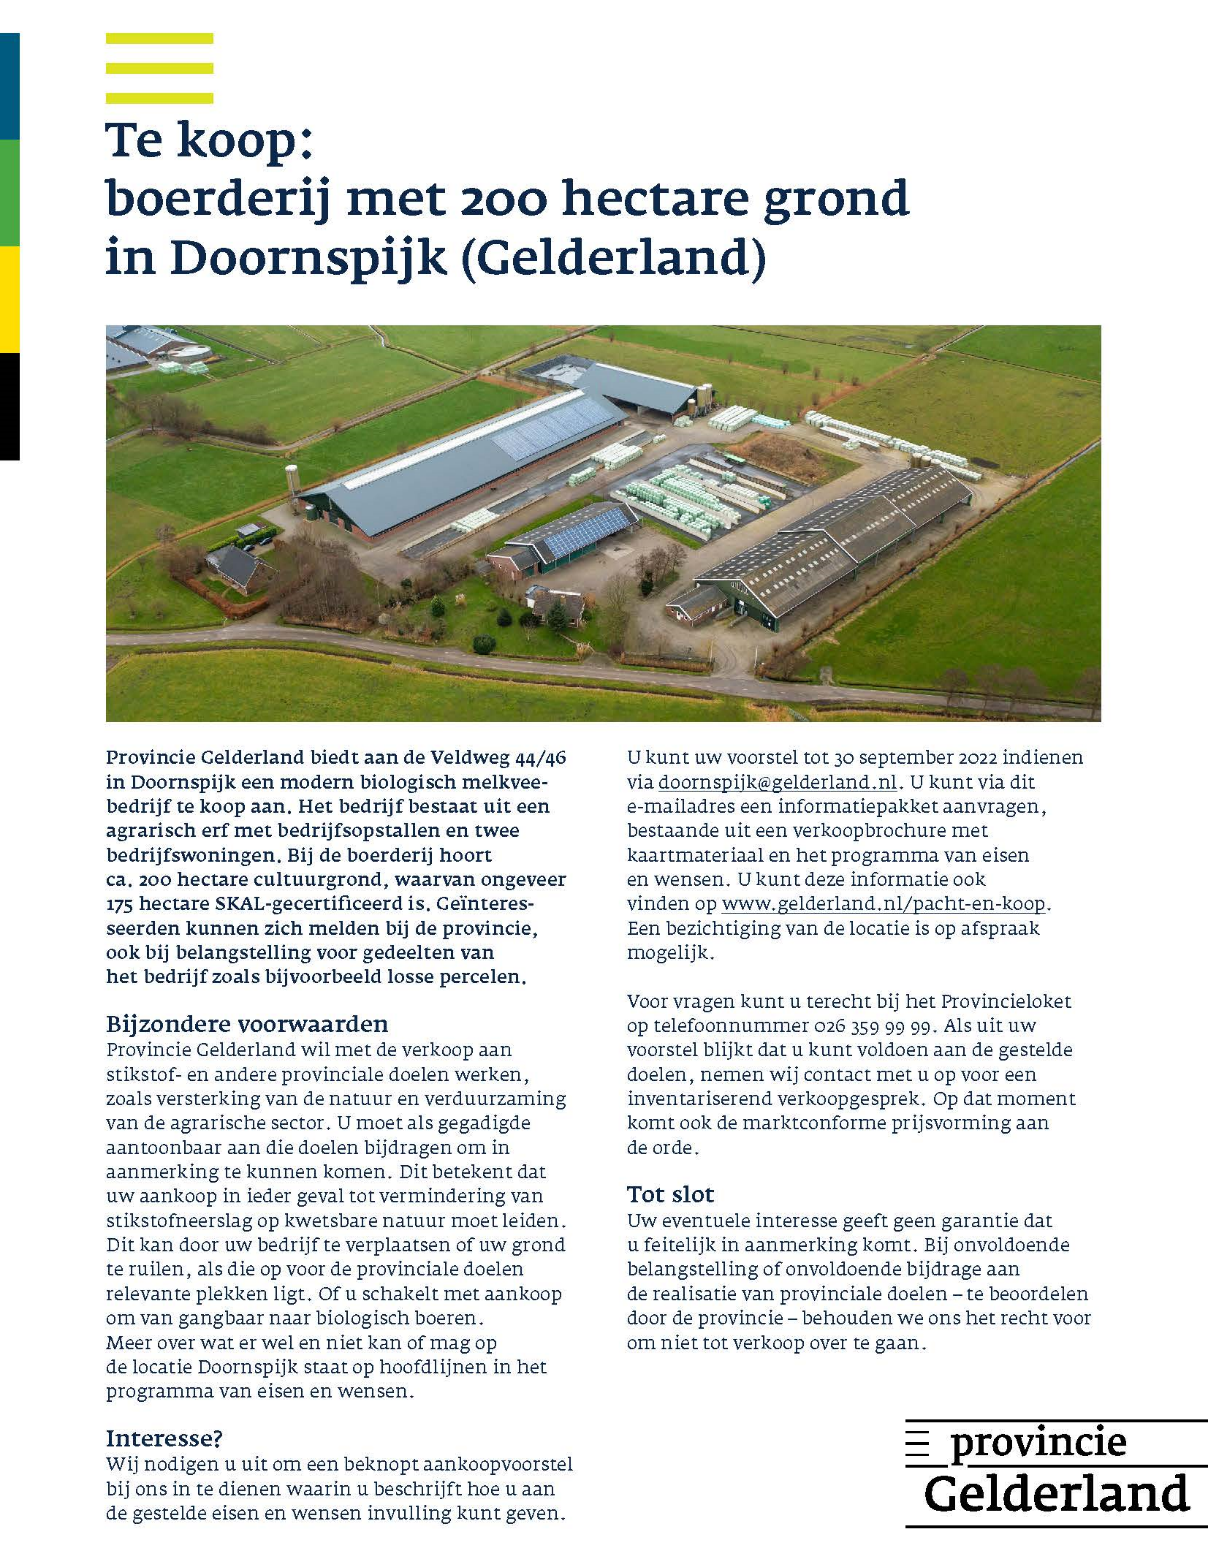 Te koop:
boerderij met 200 hectare grond
in Doornspijk (Gelderland)
Provincie Gelderland biedt aan de Veldweg 44/46
in Doornspijk een modern biologisch melkvee-
bedrijf te koop aan. Het bedrijf bestaat uit een
agrarisch erf met bedrijfsopstallen en twee
bedrijfswoningen. Bij de boerderij hoort
ca. 200 hectare cultuurgrond, waarvan ongeveer
175 hectare SKAL-gecertificeerd is. Geïnteres-
seerden kunnen zich melden bij de provincie,
ook bij belangstelling voor gedeelten van
het bedrijf zoals bijvoorbeeld losse percelen.
Bijzondere voorwaarden
Provincie Gelderland wil met de verkoop aan
stikstof- en andere provinciale doelen werken,
zoals versterking van de natuur en verduurzaming
van de agrarische sector. U moet als gegadigde
aantoonbaar aan die doelen bijdragen om in
aanmerking te kunnen komen. Dit betekent dat
uw aankoop in ieder geval tot vermindering van
stikstofneerslag op kwetsbare natuur moet leiden.
Dit kan door uw bedrijf te verplaatsen of uw grond
te ruilen, als die op voor de provinciale doelen
relevante plekken ligt. Of u schakelt met aankoop
om van gangbaar naar biologisch boeren.
Meer over wat er wel en niet kan of mag op
de locatie Doornspijk staat op hoofdlijnen in het
programma van eisen en wensen.
Interesse?
Wij nodigen u uit om een beknopt aankoopvoorstel
bij ons in te dienen waarin u beschrijft hoe u aan
de gestelde eisen en wensen invulling kunt geven.
U kunt uw voorstel tot 30 september 2022 indienen
via doornspijk@gelderland.nl. U kunt via dit
e-mailadres een informatiepakket aanvragen,
bestaande uit een verkoopbrochure met
kaartmateriaal en het programma van eisen
en wensen. U kunt deze informatie ook
vinden op www.gelderland.nl/pacht-en-koop.
Een bezichtiging van de locatie is op afspraak
mogelijk.
Voor vragen kunt u terecht bij het Provincieloket
op telefoonnummer 026 359 99 99. Als uit uw
voorstel blijkt dat u kunt voldoen aan de gestelde
doelen, nemen wij contact met u op voor een
inventariserend verkoopgesprek. Op dat moment
komt ook de marktconforme prijsvorming aan
de orde.
Tot slot
Uw eventuele interesse geeft geen garantie dat
u feitelijk in aanmerking komt. Bij onvoldoende
belangstelling of onvoldoende bijdrage aan
de realisatie van provinciale doelen – te beoordelen
door de provincie – behouden we ons het recht voor
om niet tot verkoop over te gaan.
provincie
Gelderland